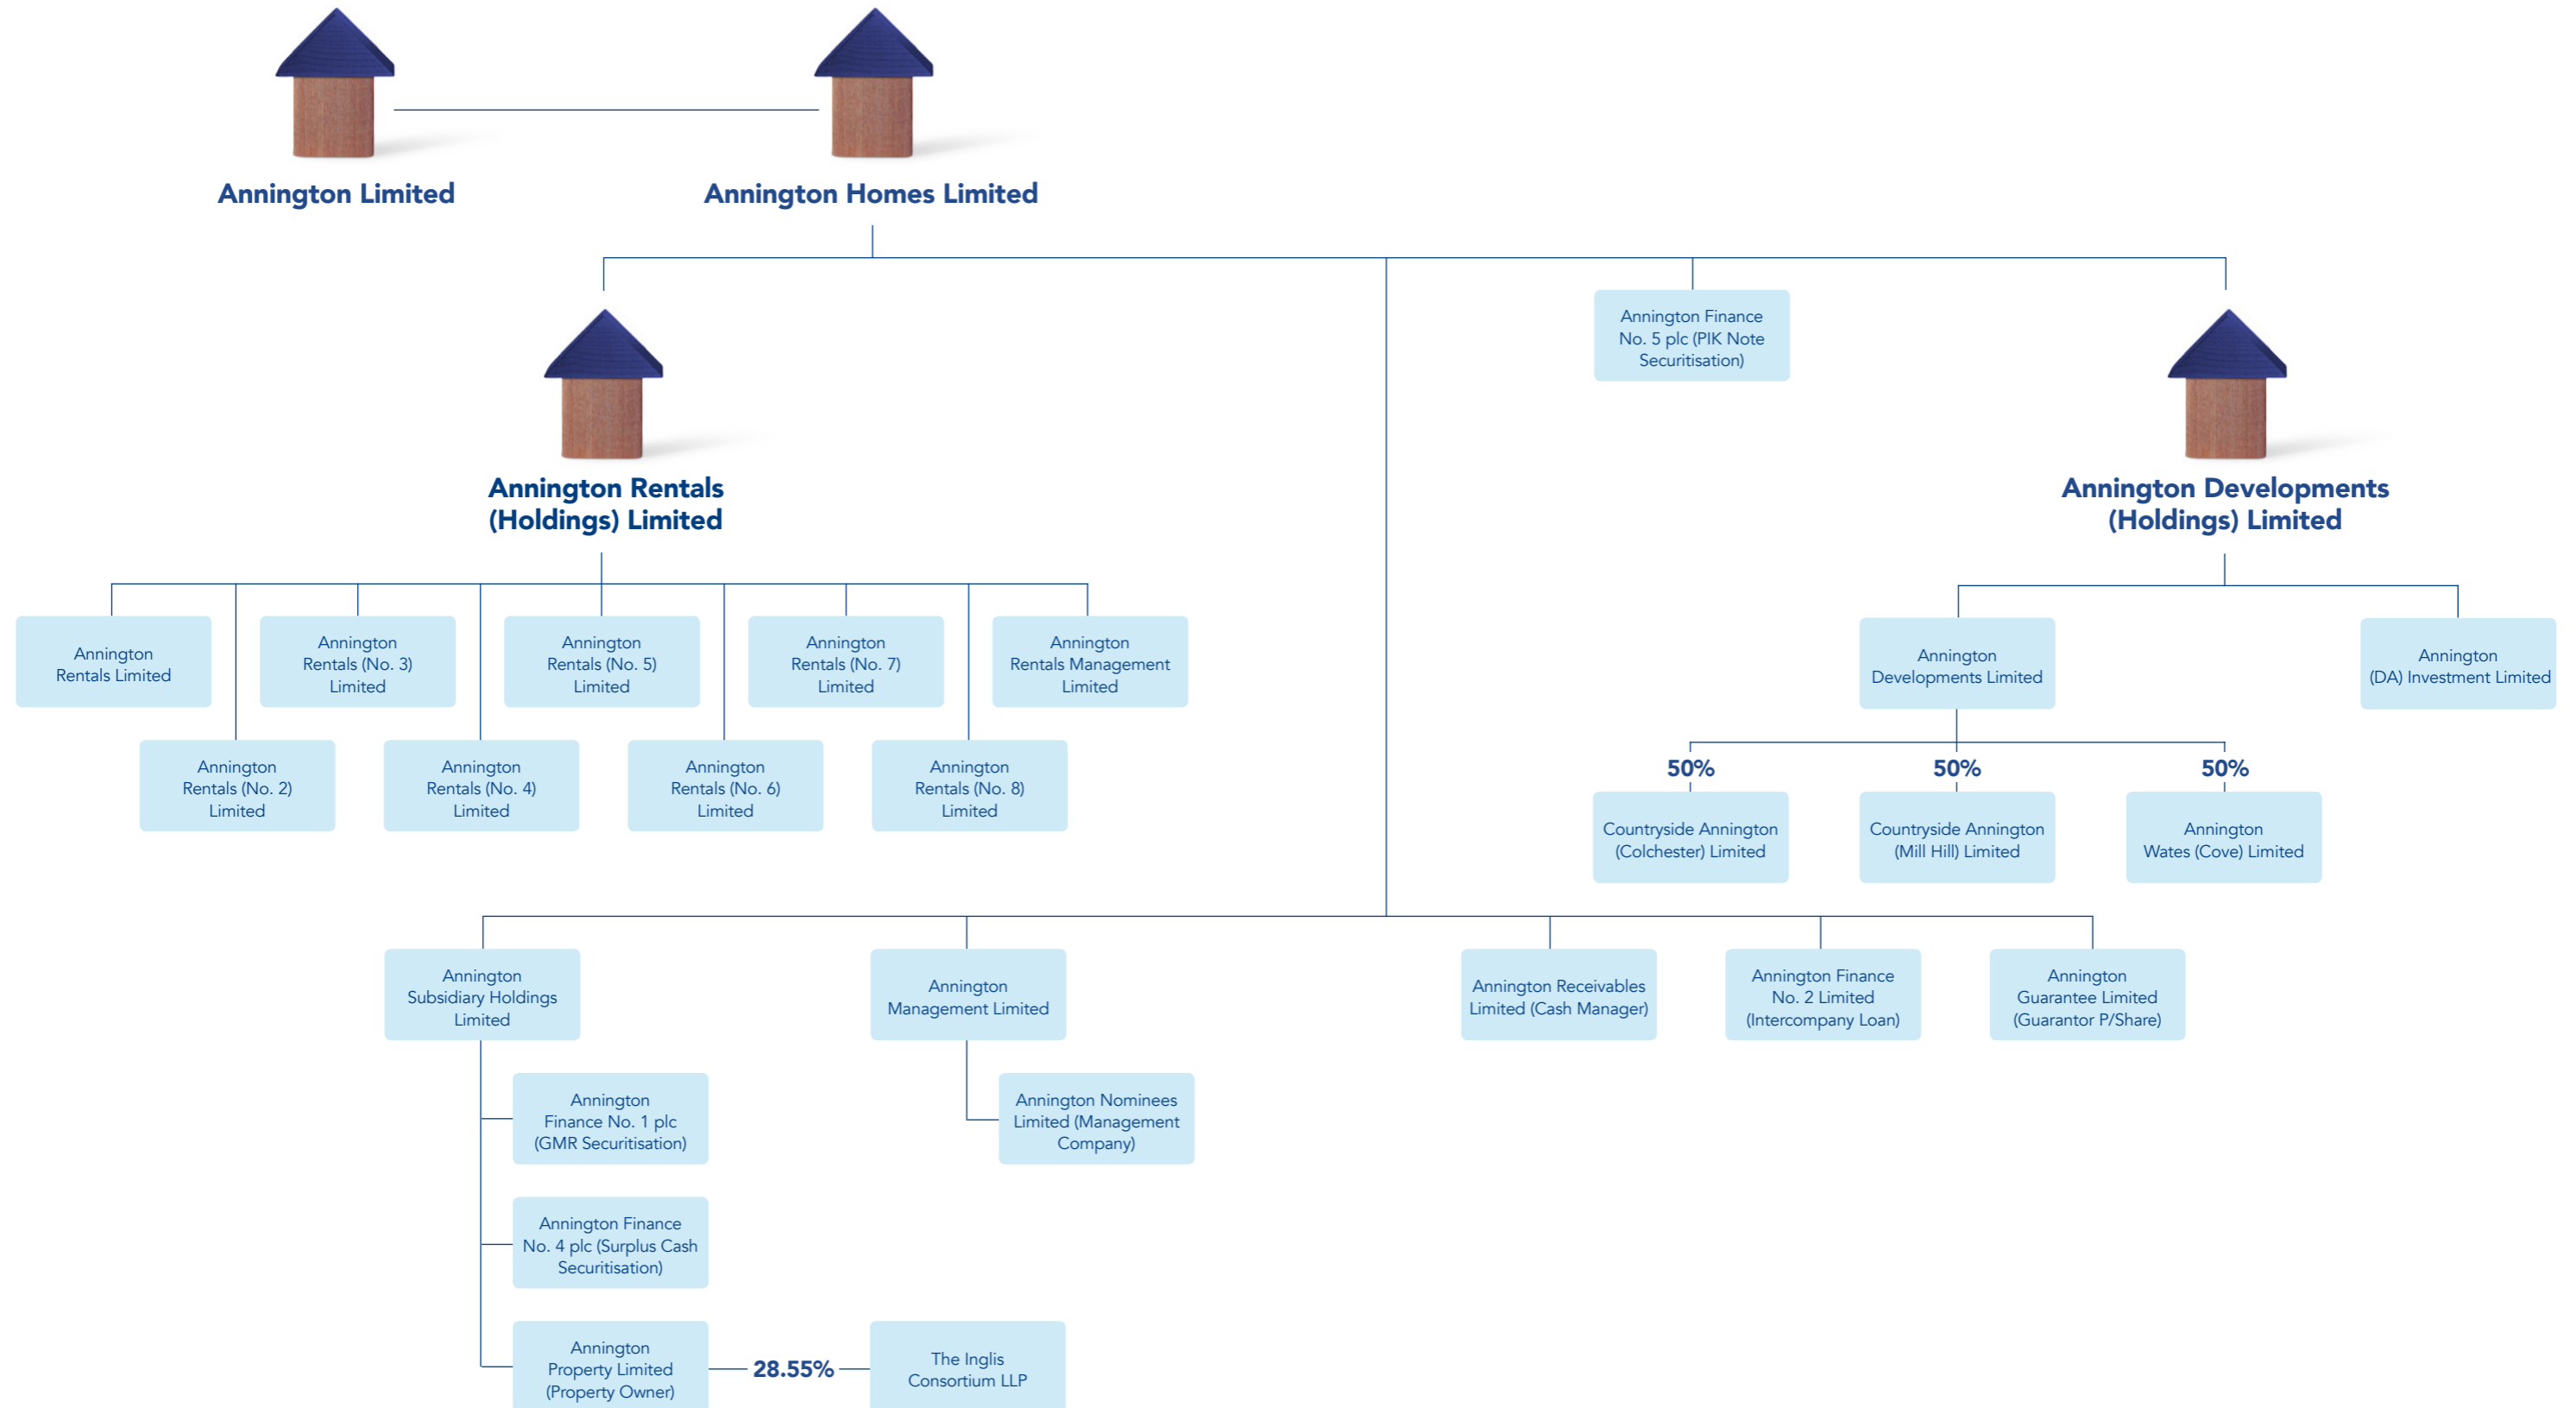 Annington Limited
Annington Homes Limited
Annington Finance
No. 5 plc (PIK Note
Securitisation)
Annington Rentals
(Holdings) Limited
Annington Developments
(Holdings) Limited
Annington
Rentals Limited
Annington
Rentals (No. 3)
Limited
Annington
Rentals (No. 5)
Limited
Annington
Rentals (No. 7)
Limited
Annington
Rentals Management
Limited
Annington
Developments Limited
Annington
(DA) Investment Limited
Annington
Rentals (No. 2)
Limited
Annington
Rentals (No. 4)
Limited
Annington
Rentals (No. 6)
Limited
Annington
Rentals (No. 8)
Limited
50%
50%
50%
Countryside Annington
(Colchester) Limited
Countryside Annington
(Mill Hill) Limited
Annington
Wates (Cove) Limited
Annington
Subsidiary Holdings
Limited
Annington
Management Limited
Annington Receivables
Limited (Cash Manager)
Annington Finance
No. 2 Limited
(Intercompany Loan)
Annington
Guarantee Limited
(Guarantor P/Share)
Annington
Finance No. 1 plc
(GMR Securitisation)
Annington Nominees
Limited (Management
Company)
Annington Finance
No. 4 plc (Surplus Cash
Securitisation)
Annington
Property Limited
(Property Owner)
28.55%
The Inglis
Consortium LLP